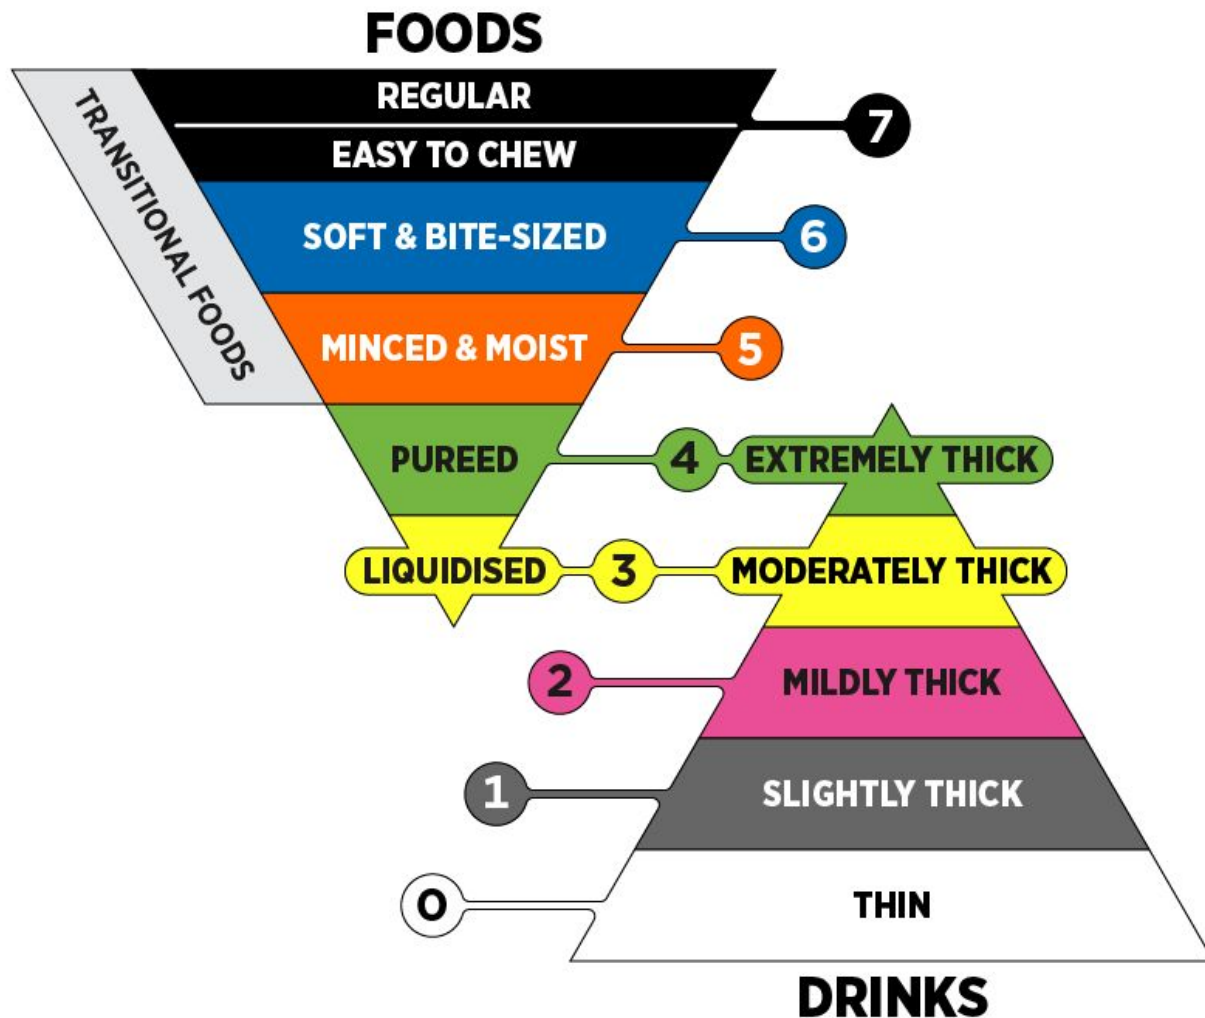 FOODS
TRANSITIONAL FOODS
REGULAR
EASY TO CHEW
7
SOFT & BITE-SIZED
6
MINCED & MOIST
5
PUREED
4
EXTREMELY THICK
LIQUIDISED
3
MODERATELY THICK
2
MILDLY THICK
1
SLIGHTLY THICK
0
THIN
DRINKS